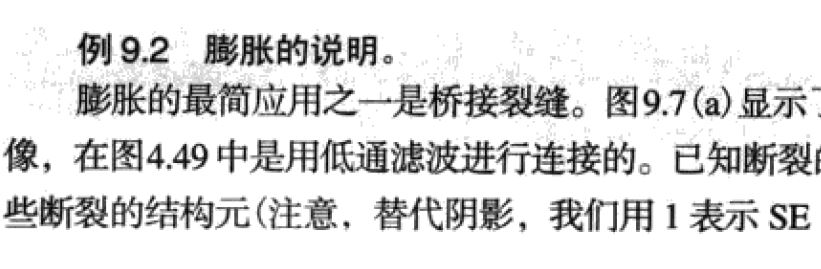 例 9.2 膨胀的说明。
膨胀的最简应用之一是桥接裂缝。图9.7(a)显示
像，在图4.49 中是用低通滤波进行连接的。已知断裂
些断裂的结构元(注意，替代阴影，我们用 1 表示 SE